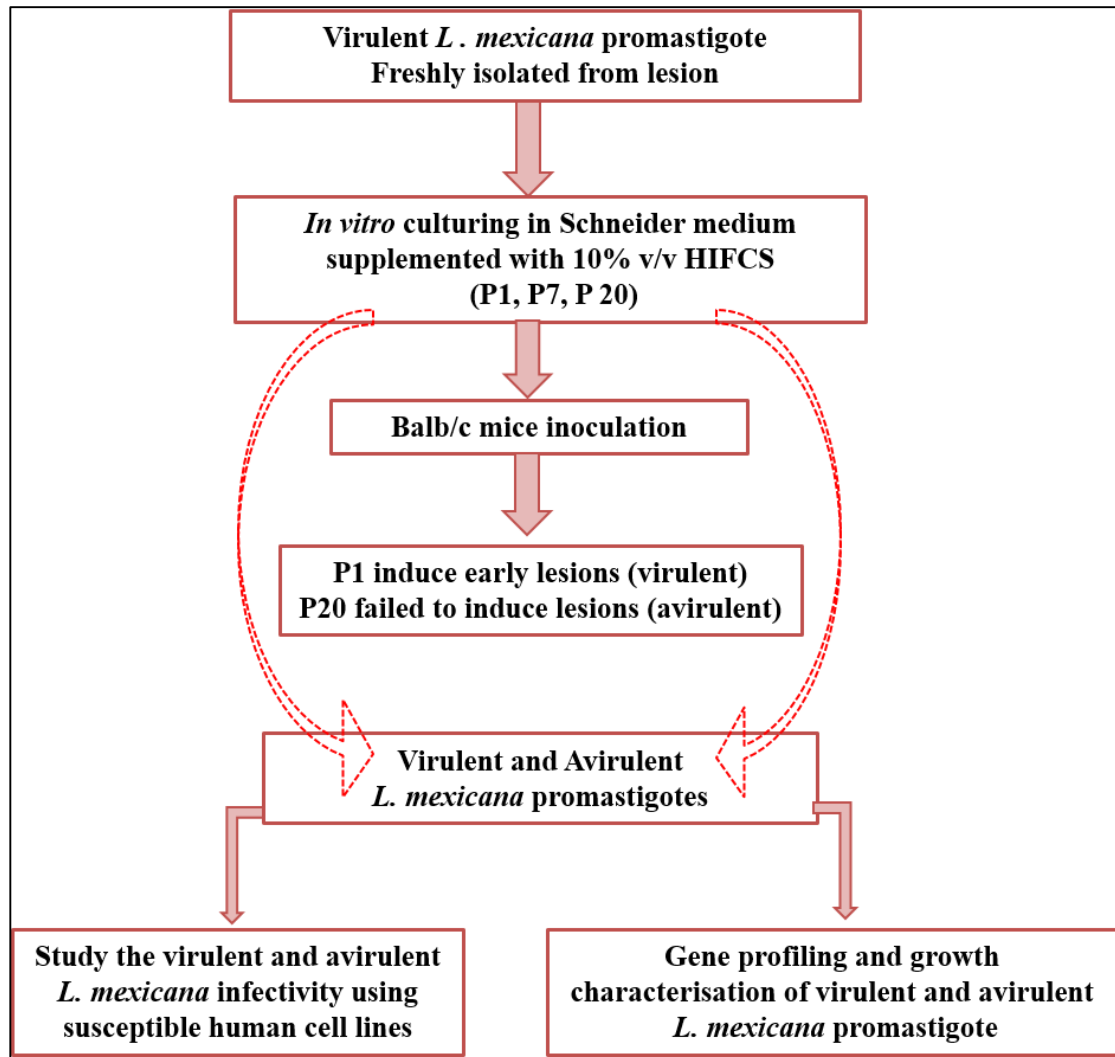 Virulent L . mexicana promastigote
Freshly isolated from lesion
In vitro culturing in Schneider medium
supplemented with 10% v/v HIFCS
(P1, P7, P 20)
Balb/c mice inoculation
P1 induce early lesions (virulent)
P20 failed to induce lesions (avirulent)
Virulent and Avirulent
L. mexicana promastigotes
Study the virulent and avirulent
L. mexicana infectivity using
susceptible human cell lines
Gene profiling and growth
characterisation of virulent and avirulent
L. mexicana promastigote